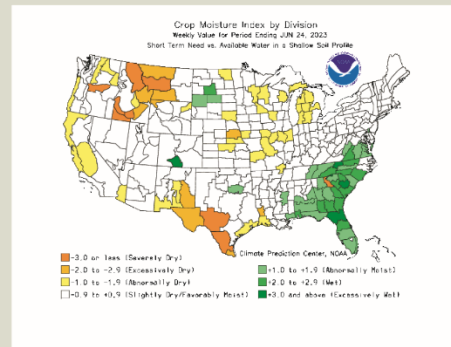 Crop Moisture Index by Division
Weekly Value for Period Ending JUN 24, 2023
Short Term Need vs. Available Water in a Shallow Soil Profile
Climate Prediction Center, NOAA
-3.0 or less (Severely Dry)
-2.0 to -2.9 (Excessively Dry)
-1.0 to -1.9 (Abnormally Dry)
-0.9 to +0.9 (Slightly Dry/Favorably Moist)
+1.0 to +1.9 (Abnormally Moist)
+2.0 to +2.9 (Wet)
+3.0 and above (Excessively Wet)